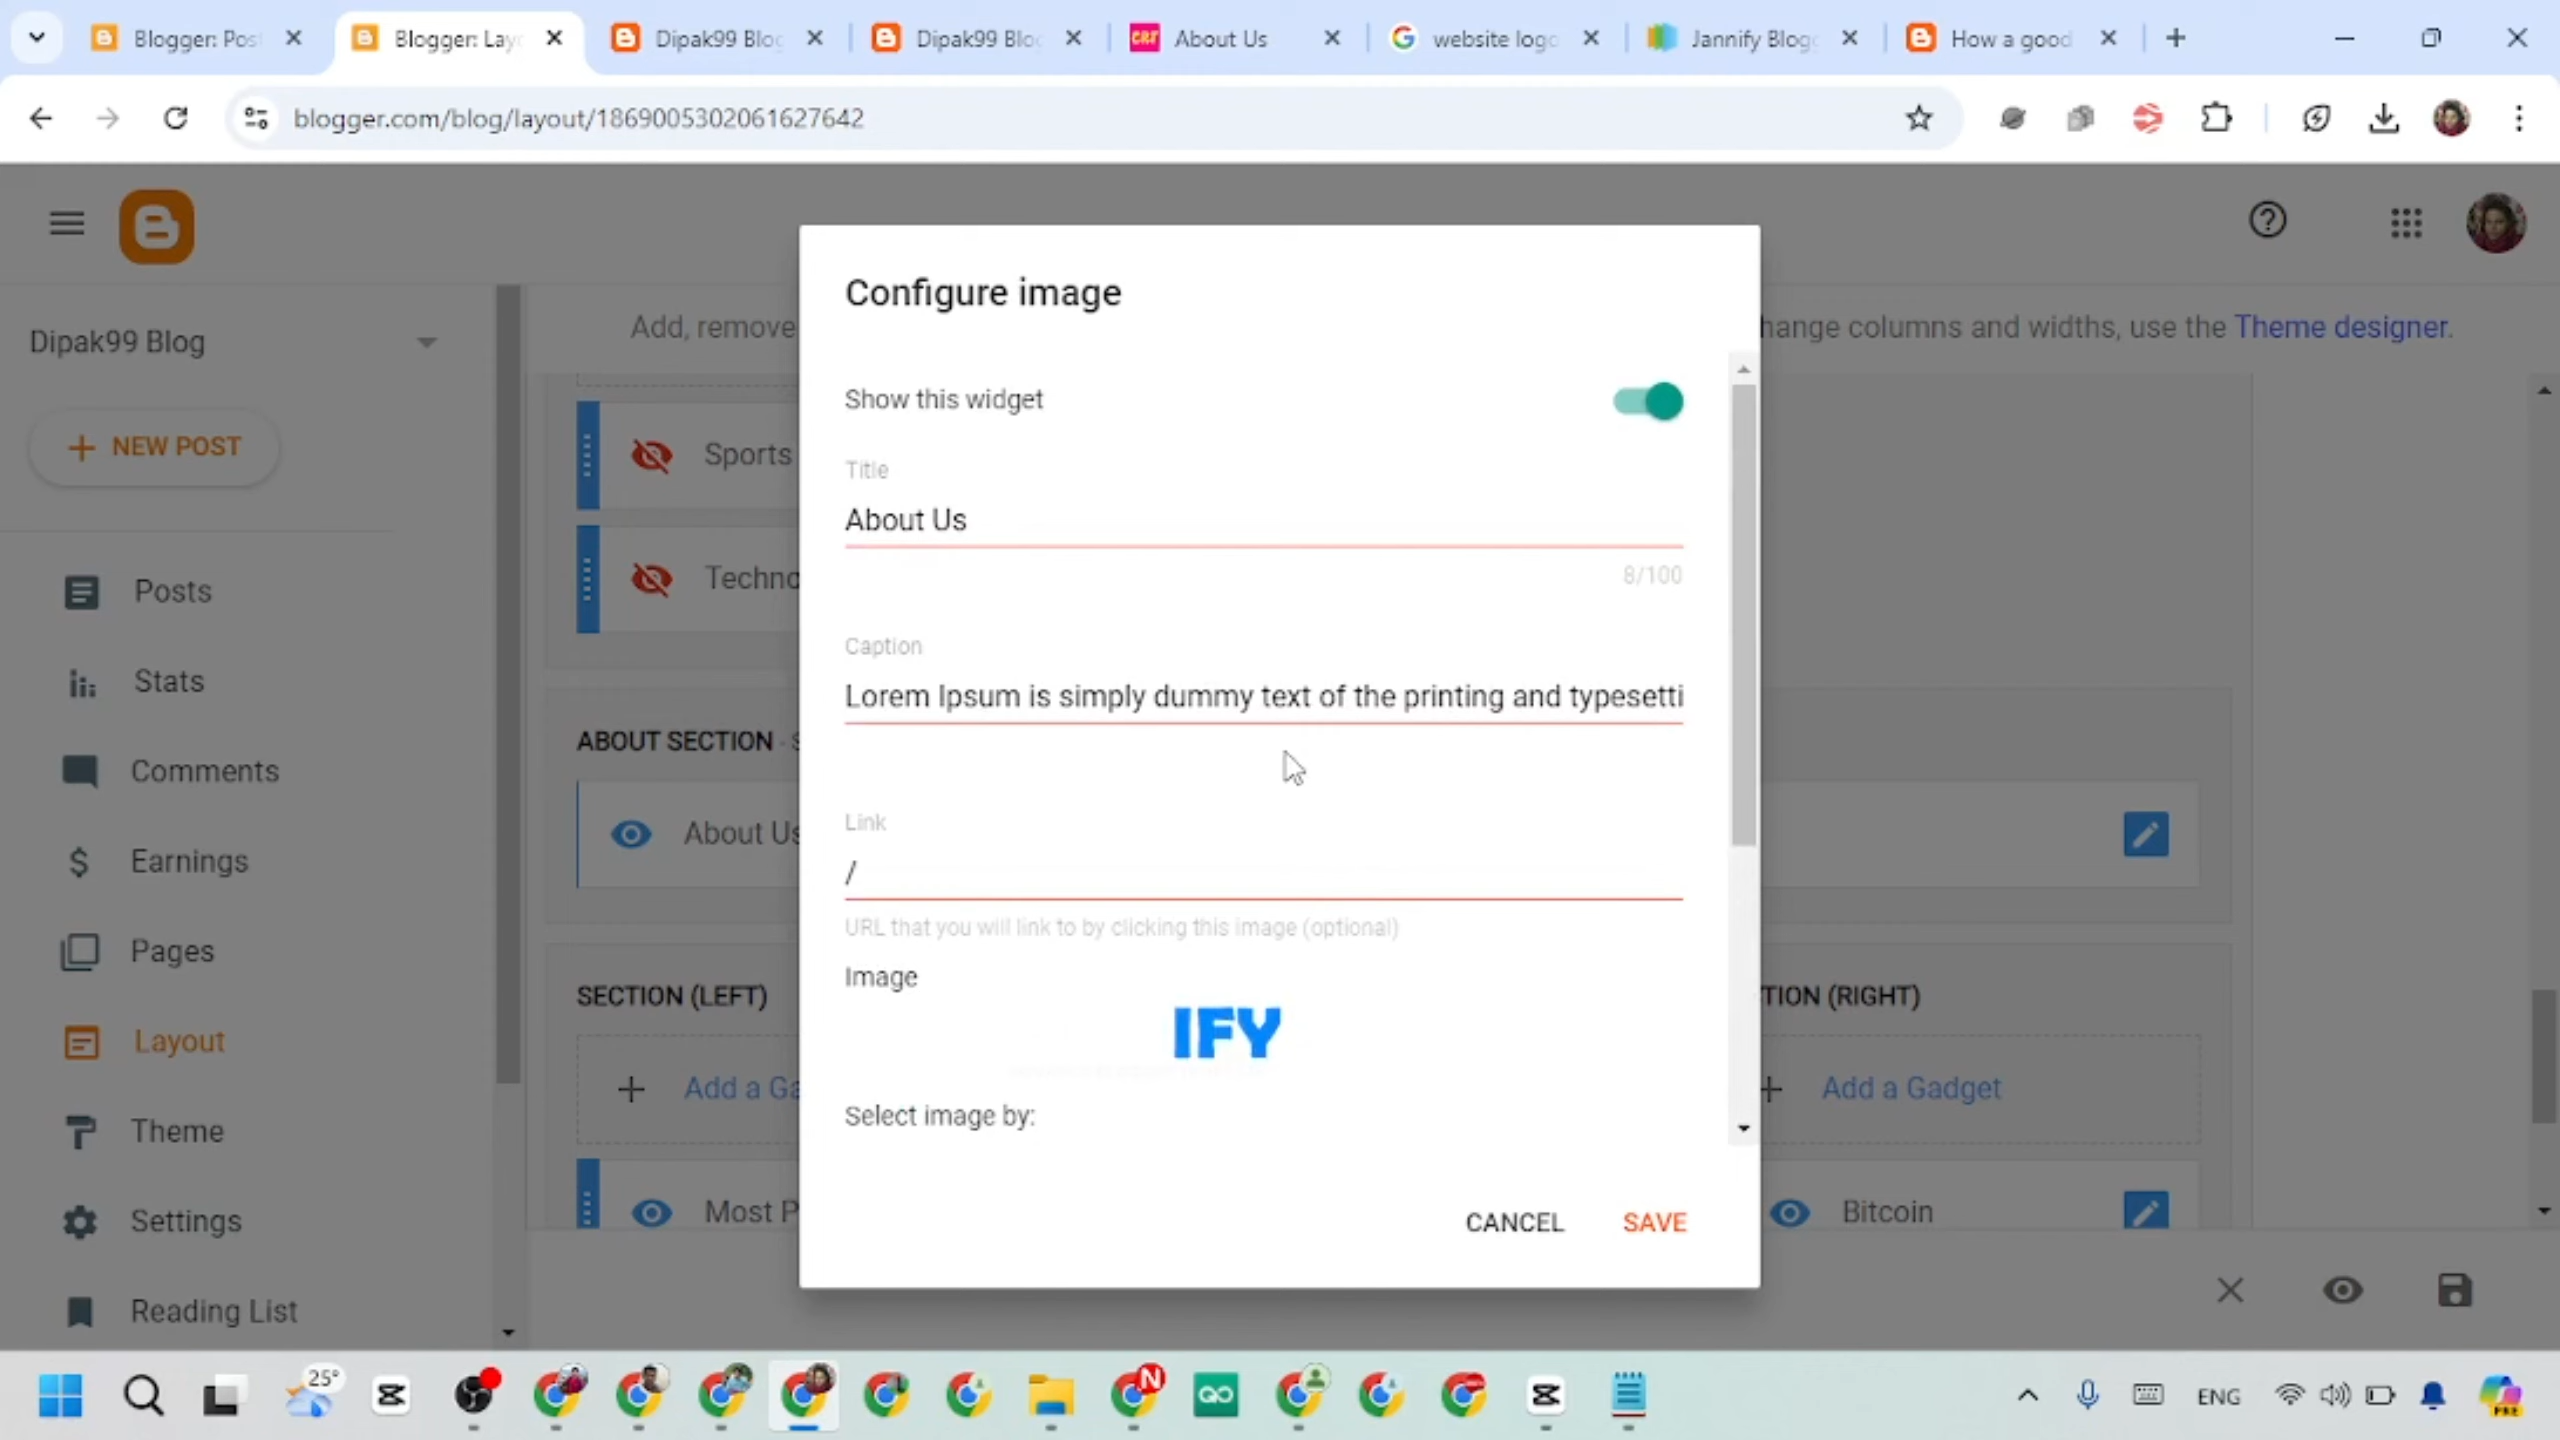 Blogger: Pos
Blogger: Lay
Dipak99 Blog
Dipak99 Blo
About Us
website logo
Jannify Blog
How a good
blogger.com/blog/layout/1869005302061627642
Dipak99 Blog
NEW POST
Posts
Stats
Comments
Earnings
Pages
Layout
Theme
Settings
Reading List
Add, remove
hange columns and widths, use the Theme designer.
Sports
Techno
ABOUT SECTION
About Us
SECTION (LEFT)
Add a Ga
Most P
TION (RIGHT)
Add a Gadget
Bitcoin
Configure image
Show this widget
Title
About Us
8/100
Caption
Lorem Ipsum is simply dummy text of the printing and typesetti
Link
/
URL that you will link to by clicking this image (optional)
Image
IFY
Select image by:
CANCEL
SAVE
25°
ENG